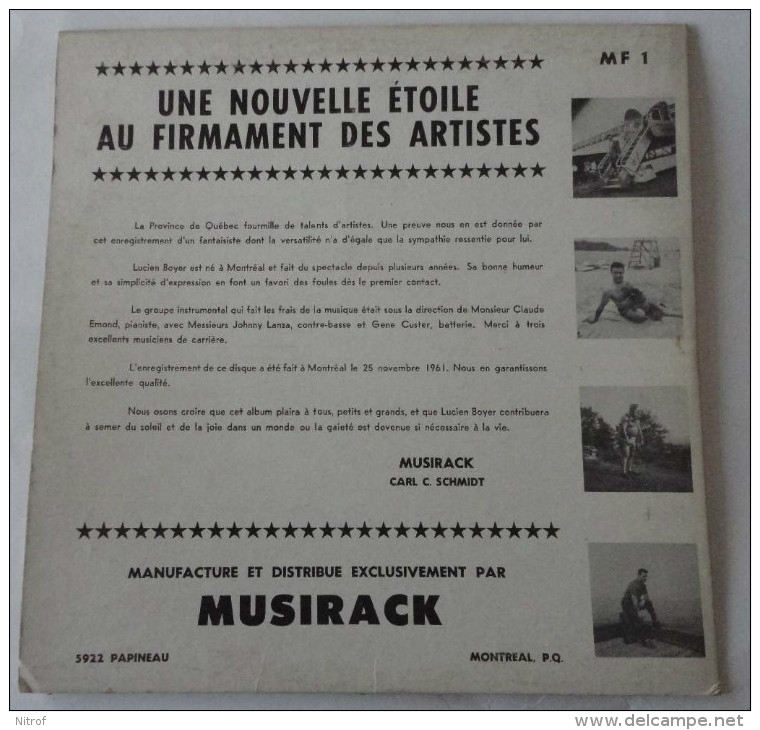 MF 1
★★★★★★★★★★★★★★★★★★★★★★★★★★★
UNE NOUVELLE ÉTOILE
AU FIRMAMENT DES ARTISTES
★★★★★★★★★★★★★★★★★★★★★★★★★★★
La Province de Québec fourmille de talents d'artistes. Une preuve nous en est donnée par
cet enregistrement d'un fantaisiste dont la versatilité n'a d'égale que la sympathie ressentie pour lui.
Lucien Boyer est né à Montréal et fait du spectacle depuis plusieurs années. Sa bonne humeur
et sa simplicité d'expression en font un favori des foules dès le premier contact.
Le groupe instrumental qui fait les frais de la musique était sous la direction de Monsieur Claude
Emond, pianiste, avec Messieurs Johnny Lanza, contre-basse et Gene Custer, batterie. Merci à trois
excellents musiciens de carrière.
L'enregistrement de ce disque a été fait à Montréal le 25 novembre 1961. Nous en garantissons
l'excellente qualité.
Nous osons croire que cet album plaira à tous, petits et grands, et que Lucien Boyer contribuera
à semer du soleil et de la joie dans un monde ou la gaieté est devenue si nécessaire à la vie.
MUSIRACK
CARL C. SCHMIDT
★★★★★★★★★★★★★★★★★★★★★★★★★★★
MANUFACTURE ET DISTRIBUE EXCLUSIVEMENT PAR
MUSIRACK
5922 PAPINEAU MONTREAL, P.Q.
Nitrof www.delcampe.net